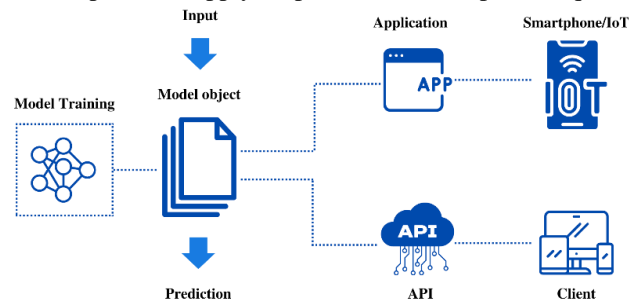 Input
Application
Smartphone/IoT
Model Training
Model object
APP
IOT
API
Prediction
API
Client